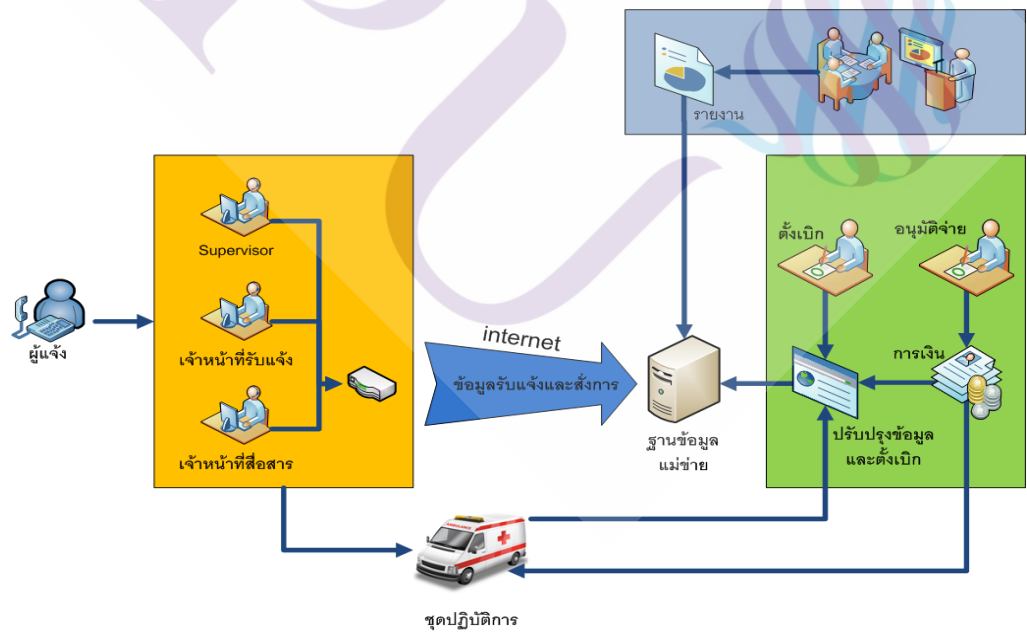 รายงาน
Supervisor
ผู้แจ้ง
เจ้าหน้าที่รับแจ้ง
เจ้าหน้าที่สื่อสาร
internet
ข้อมูลรับแจ้งและสั่งการ
ฐานข้อมูล
แม่ข่าย
ตั้งเบิก
อนุมัติจ่าย
การเงิน
ปรับปรุงข้อมูล
และตั้งเบิก
AMBULANCE
ชุดปฏิบัติการ